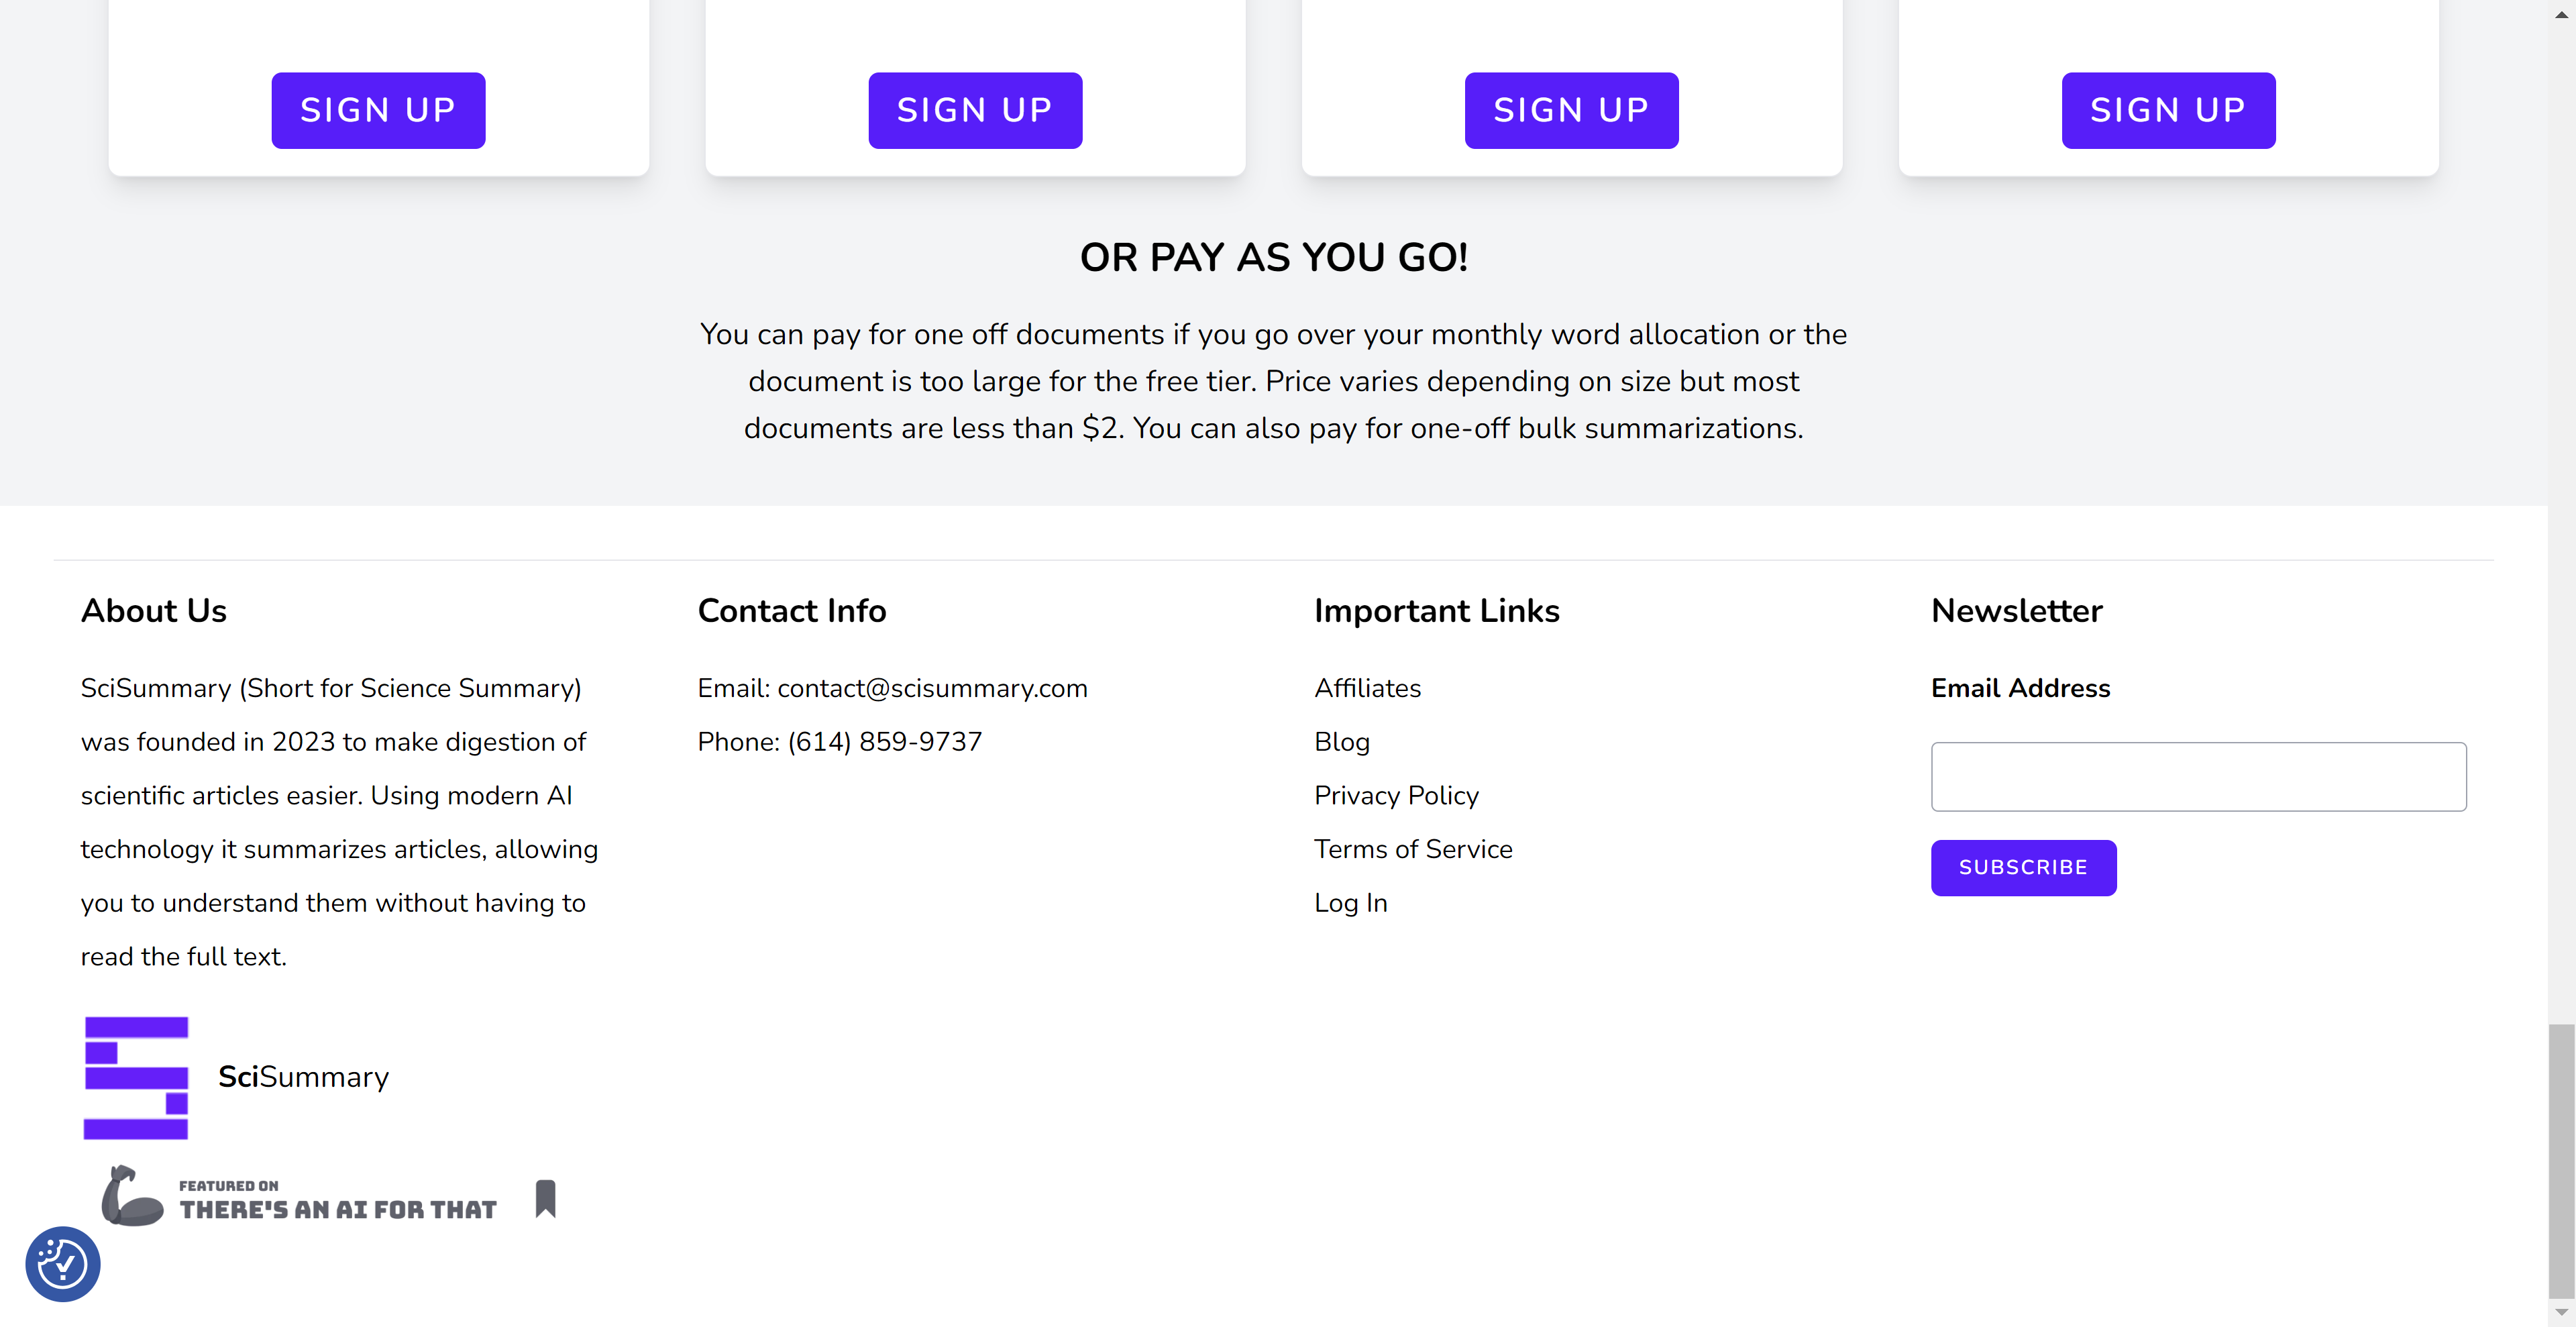 SIGN UP
SIGN UP
SIGN UP
SIGN UP
OR PAY AS YOU GO!
You can pay for one off documents if you go over your monthly word allocation or the
document is too large for the free tier. Price varies depending on size but most
documents are less than $2. You can also pay for one-off bulk summarizations.
About Us
SciSummary (Short for Science Summary)
was founded in 2023 to make digestion of
scientific articles easier. Using modern AI
technology it summarizes articles, allowing
you to understand them without having to
read the full text.
SciSummary
FEATURED ON
THERE'S AN AI FOR THAT
Contact Info
Email: contact@scisummary.com
Phone: (614) 859-9737
Important Links
Affiliates
Blog
Privacy Policy
Terms of Service
Log In
Newsletter
Email Address
SUBSCRIBE